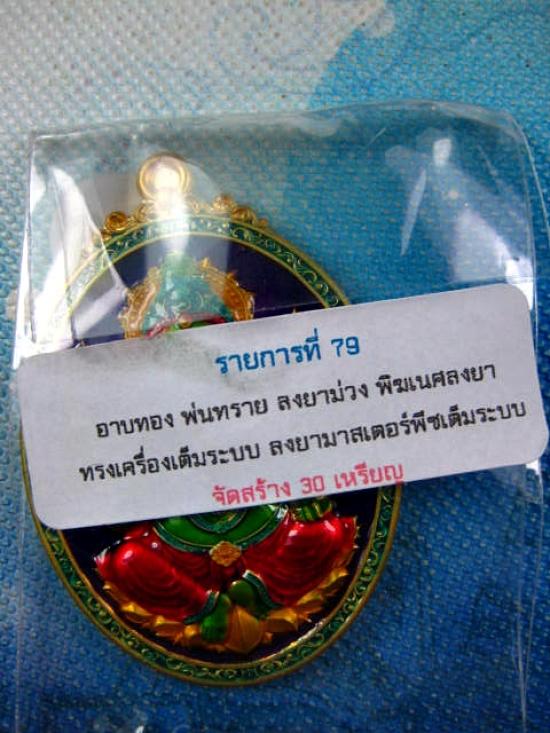 รายการที่ 79
อาบทอง พ่นทราย ลงยาม่วง พิฆเนศลงยา
ทรงเครื่องเต็มระบบ ลงยามาสเตอร์พีชเต็มระบบ
จัดสร้าง 30 เหรียญ